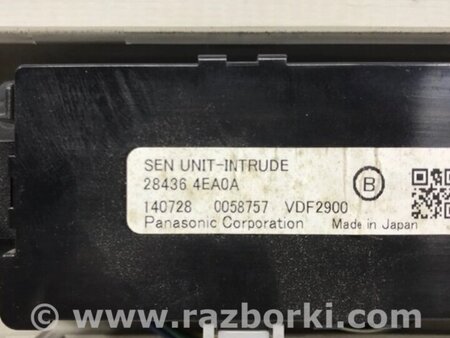 SEN UNIT-INTRUDE
28436 4EA0A
B
140728 0058757 VDF2900
Panasonic Corporation Made in Japan
www.razborki.com